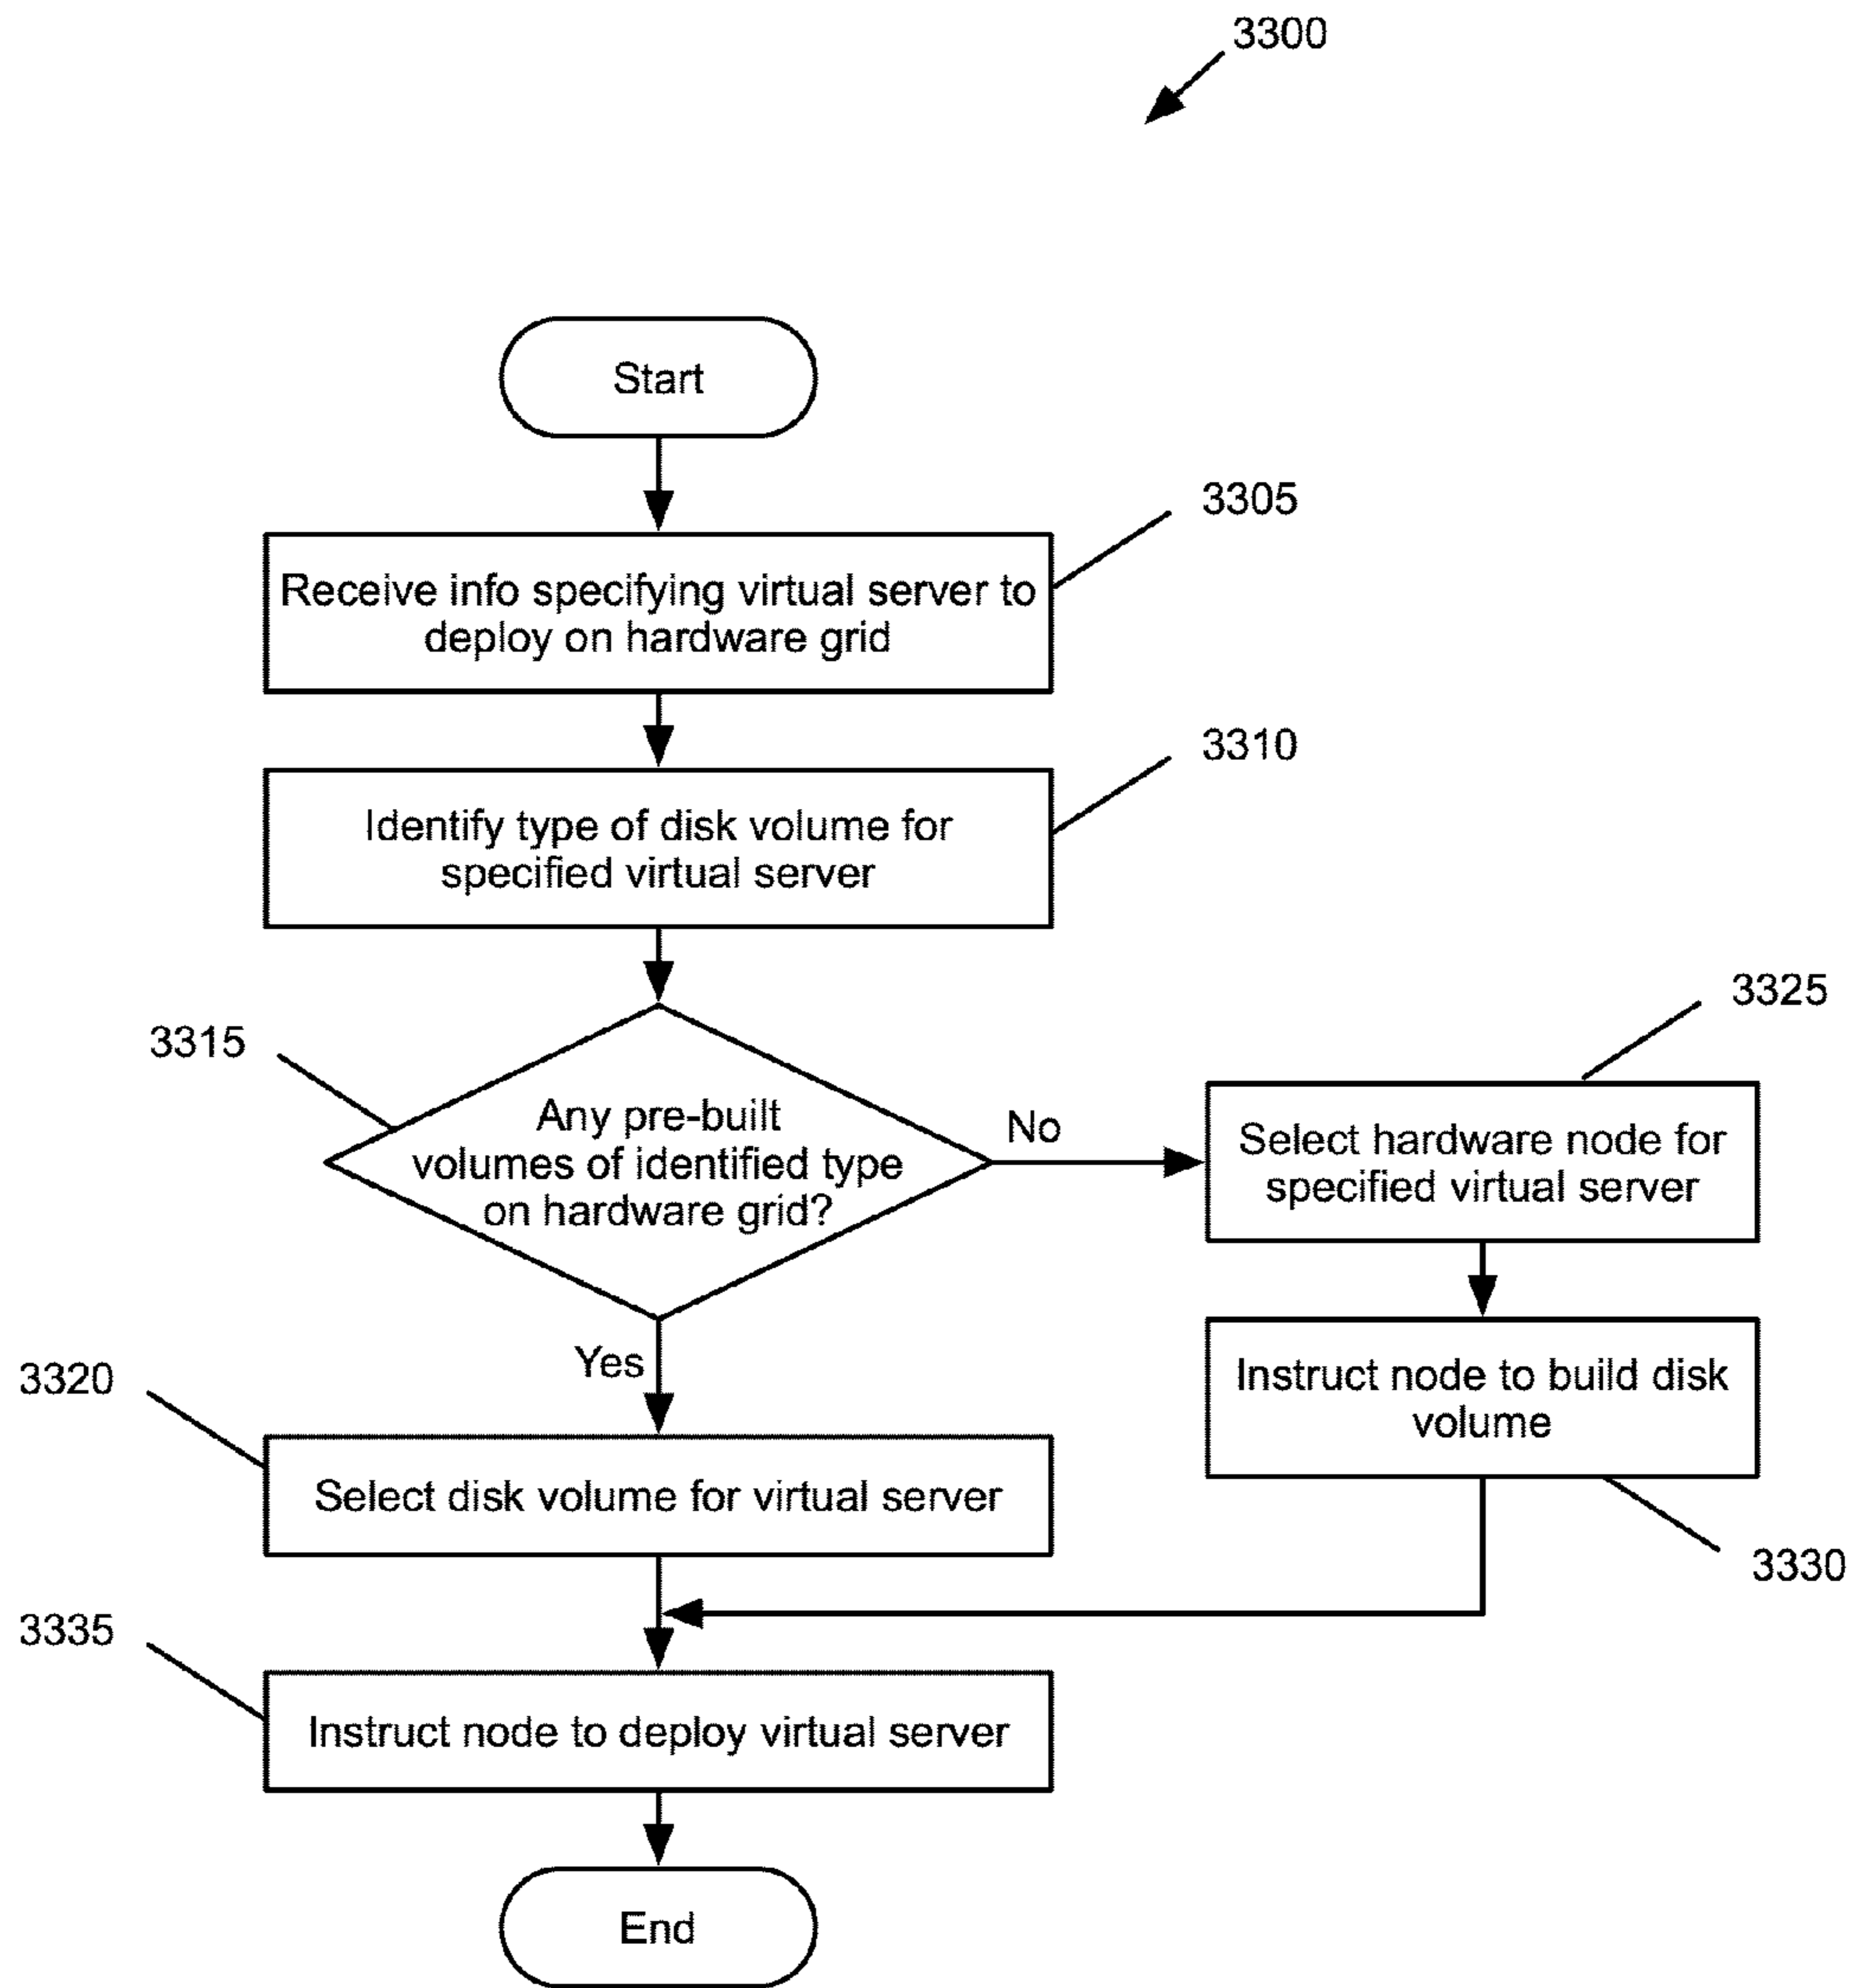 3300
Start
3305
Receive info specifying virtual server to
deploy on hardware grid
3310
Identify type of disk volume for
specified virtual server
3315
Any pre-built
volumes of identified type
on hardware grid?
No
3325
Select hardware node for
specified virtual server
Yes
Instruct node to build disk
volume
3330
3320
Select disk volume for virtual server
3335
Instruct node to deploy virtual server
End